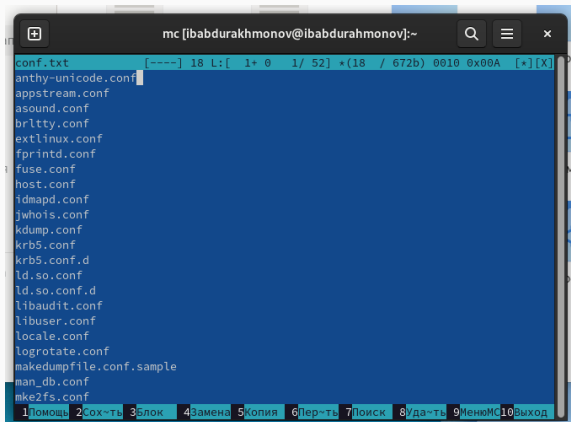 mc [ibabdurakhmonov@ibabdurahmonov]:~
conf.txt [----] 18 L:[ 1+ 0 1/ 52] *(18 / 672b) 0010 0x00A [*][X]
anthy-unicode.conf
appstream.conf
asound.conf
brltty.conf
extlinux.conf
fprintd.conf
fuse.conf
host.conf
idmapd.conf
jwhois.conf
kdump.conf
krb5.conf
krb5.conf.d
ld.so.conf
ld.so.conf.d
libaudit.conf
libuser.conf
locale.conf
logrotate.conf
makedumpfile.conf.sample
man_db.conf
mke2fs.conf
1Помощь 2Сох~ть 3Блок 4Замена 5Копия 6Пер~ть 7Поиск 8Уда~ть 9МенюMC10Выход